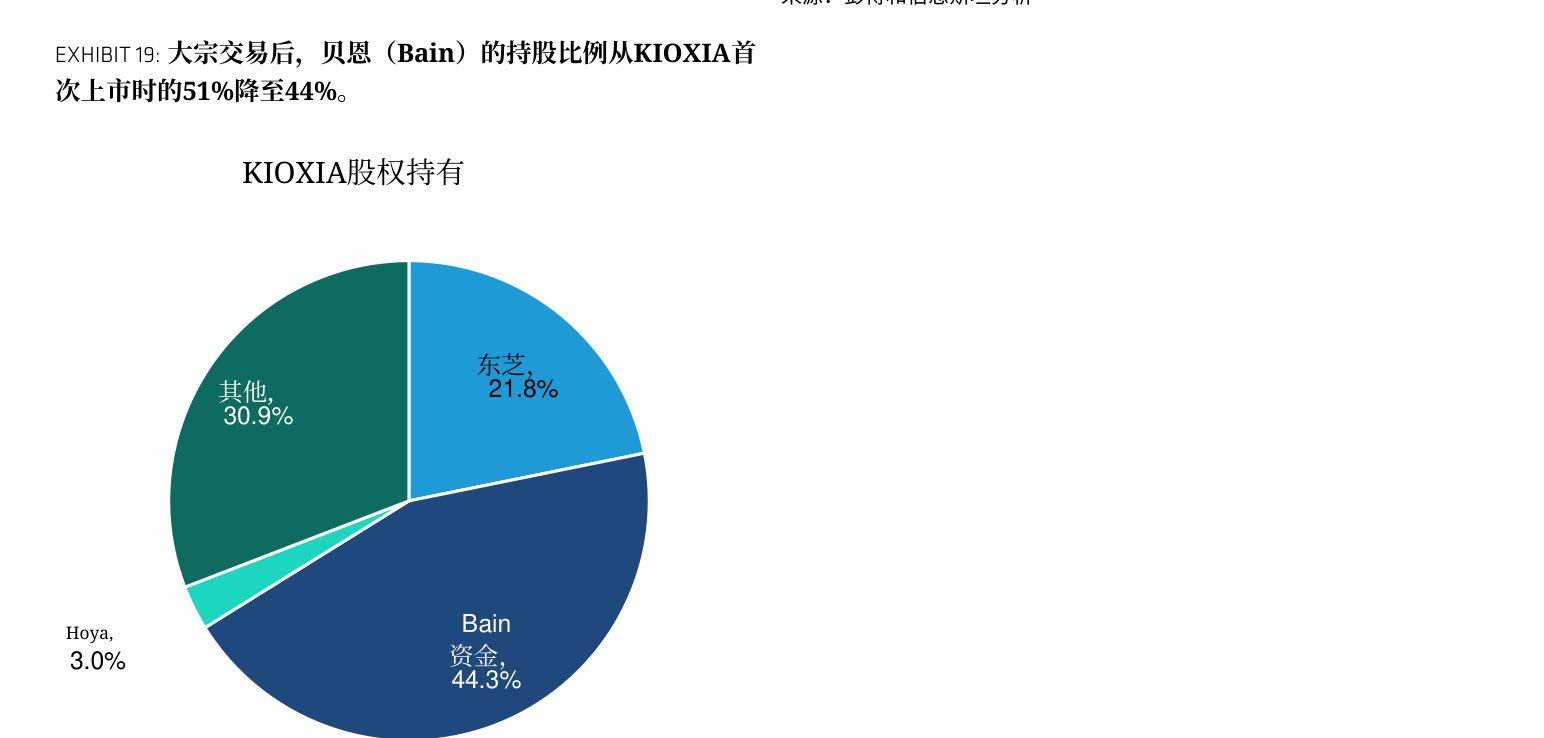 EXHIBIT 19: 大宗交易后，贝恩（Bain）的持股比例从KIOXIA首
次上市时的51%降至44%。
KIOXIA股权持有
东芝,
21.8%
其他,
30.9%
Bain
资金,
44.3%
Hoya,
3.0%